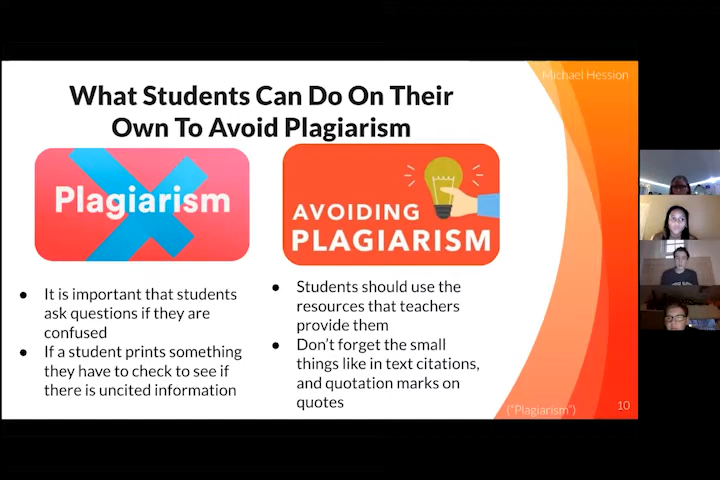 Michael Hession
What Students Can Do On Their
Own To Avoid Plagiarism
Plagiarism
AVOIDING
PLAGIARISM
● It is important that students
ask questions if they are
confused
● If a student prints something
they have to check to see if
there is uncited information
● Students should use the
resources that teachers
provide them
● Don't forget the small
things like in text citations,
and quotation marks on
quotes
("Plagiarism")
10